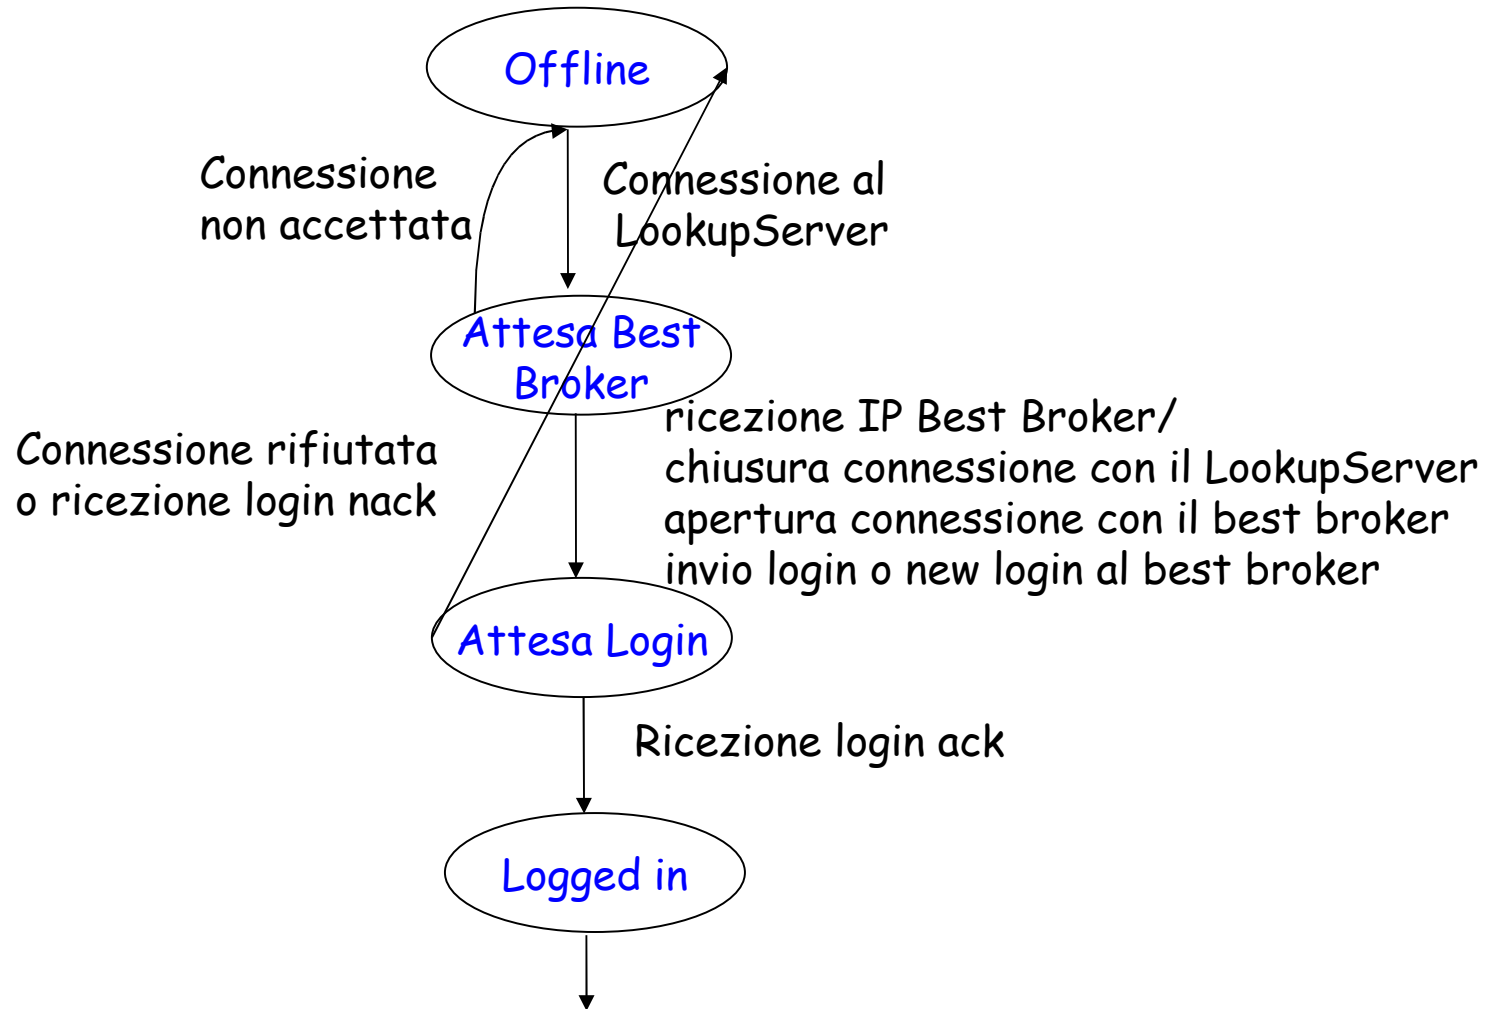 Offline
Connessione
non accettata
Connessione al
LookupServer
Attesa Best
Broker
ricezione IP Best Broker/
chiusura connessione con il LookupServer
apertura connessione con il best broker
invio login o new login al best broker
Connessione rifiutata
o ricezione login nack
Attesa Login
Ricezione login ack
Logged in